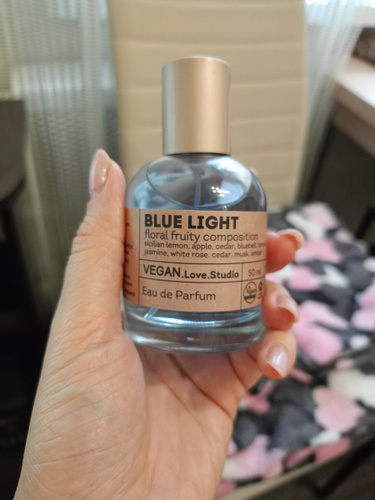 BLUE LIGHT
floral fruity composition
sicilian lemon, apple, cedar, bluebell,
jasmine, white rose, cedar, musk, amber
VEGAN.Love.Studio
50 ml
Eau de Parfum